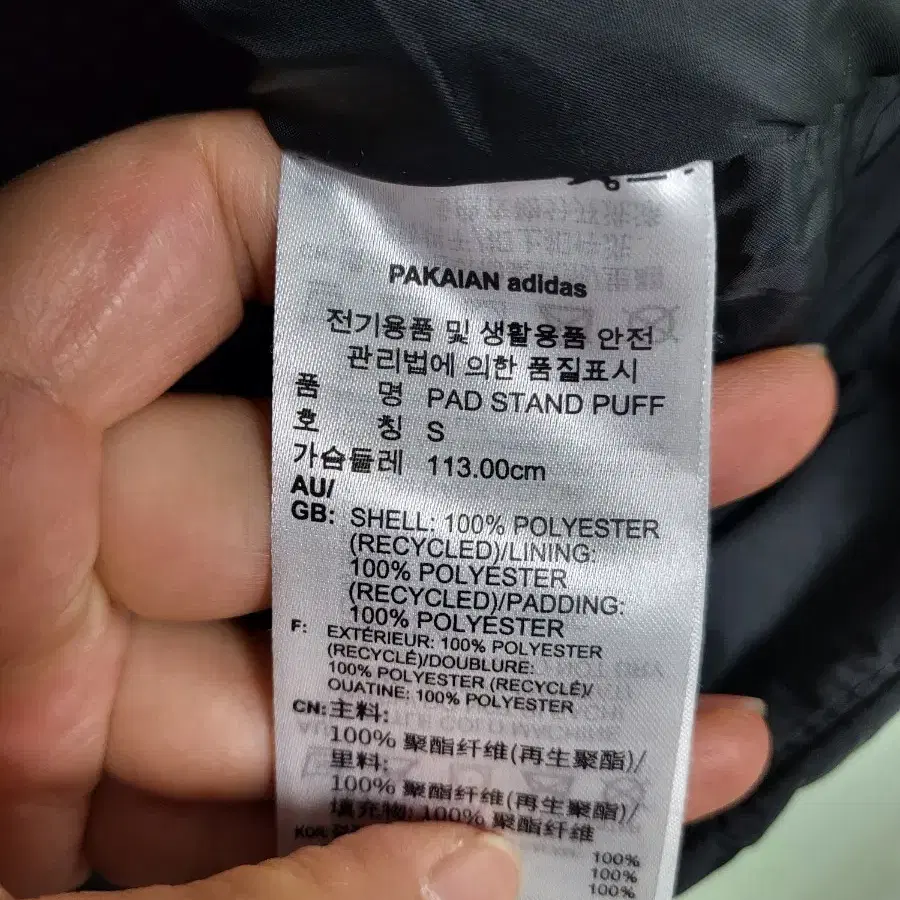 PAKAIAN adidas
전기용품 및 생활용품 안전
관리법에 의한 품질표시
품 명 PAD STAND PUFF
호 칭 S
가슴둘레 113.00cm
AU/
GB: SHELL: 100% POLYESTER
(RECYCLED)/LINING:
100% POLYESTER
(RECYCLED)/PADDING:
100% POLYESTER
F: EXTÉRIEUR: 100% POLYESTER
(RECYCLÉ)/DOUBLURE:
100% POLYESTER (RECYCLÉ)/
OUATINE: 100% POLYESTER
CN: 主料:
100% 聚酯纤维(再生聚酯)/
里料:
100% 聚酯纤维(再生聚酯)/
填充物: 100% 聚酯纤维
KOR:
100%
100%
100%